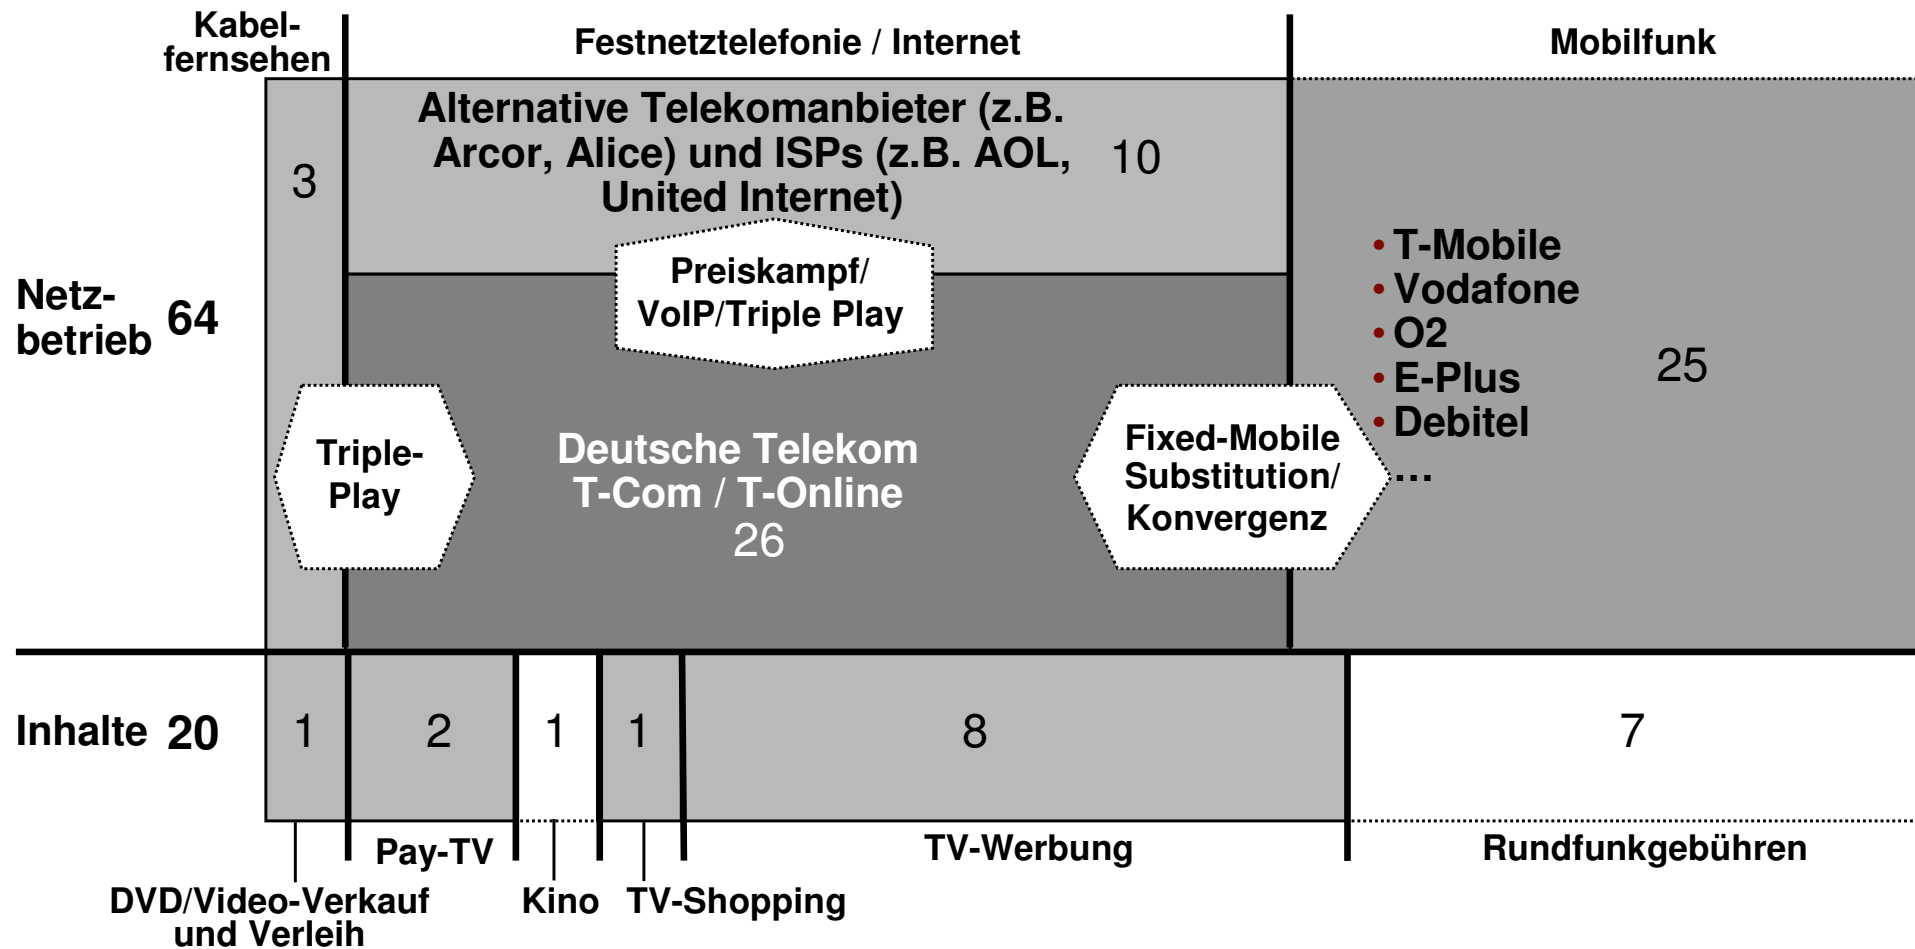 Kabel-
fernsehen
Festnetztelefonie / Internet
Mobilfunk
Alternative Telekomanbieter (z.B.
Arcor, Alice) und ISPs (z.B. AOL,
United Internet)
10
3
Preiskampf/
VoIP/Triple Play
• T-Mobile
• Vodafone
• O2
• E-Plus
• Debitel
...
25
Netz-
betrieb
64
Triple-
Play
Deutsche Telekom
T-Com / T-Online
26
Fixed-Mobile
Substitution/
Konvergenz
Inhalte 20
1
2
1
1
8
7
Pay-TV
TV-Werbung
Rundfunkgebühren
DVD/Video-Verkauf
und Verleih
Kino
TV-Shopping